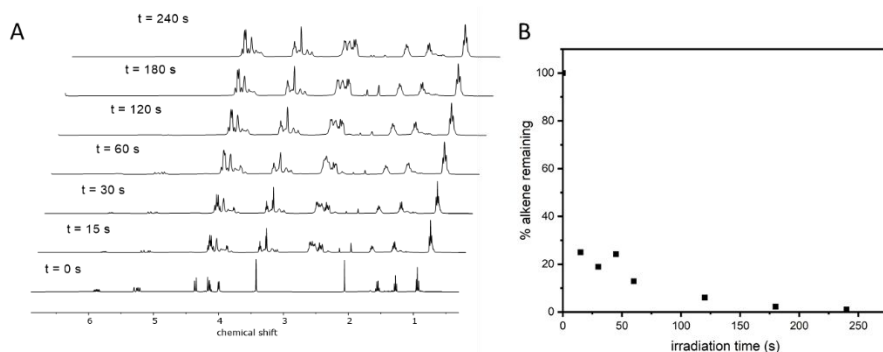 A
t = 240 s
t = 180 s
t = 120 s
t = 60 s
t = 30 s
t = 15 s
t = 0 s
6 5 4 3 2 1
chemical shift
B
% alkene remaining
100
80
60
40
20
0
0 50 100 150 200 250
irradiation time (s)